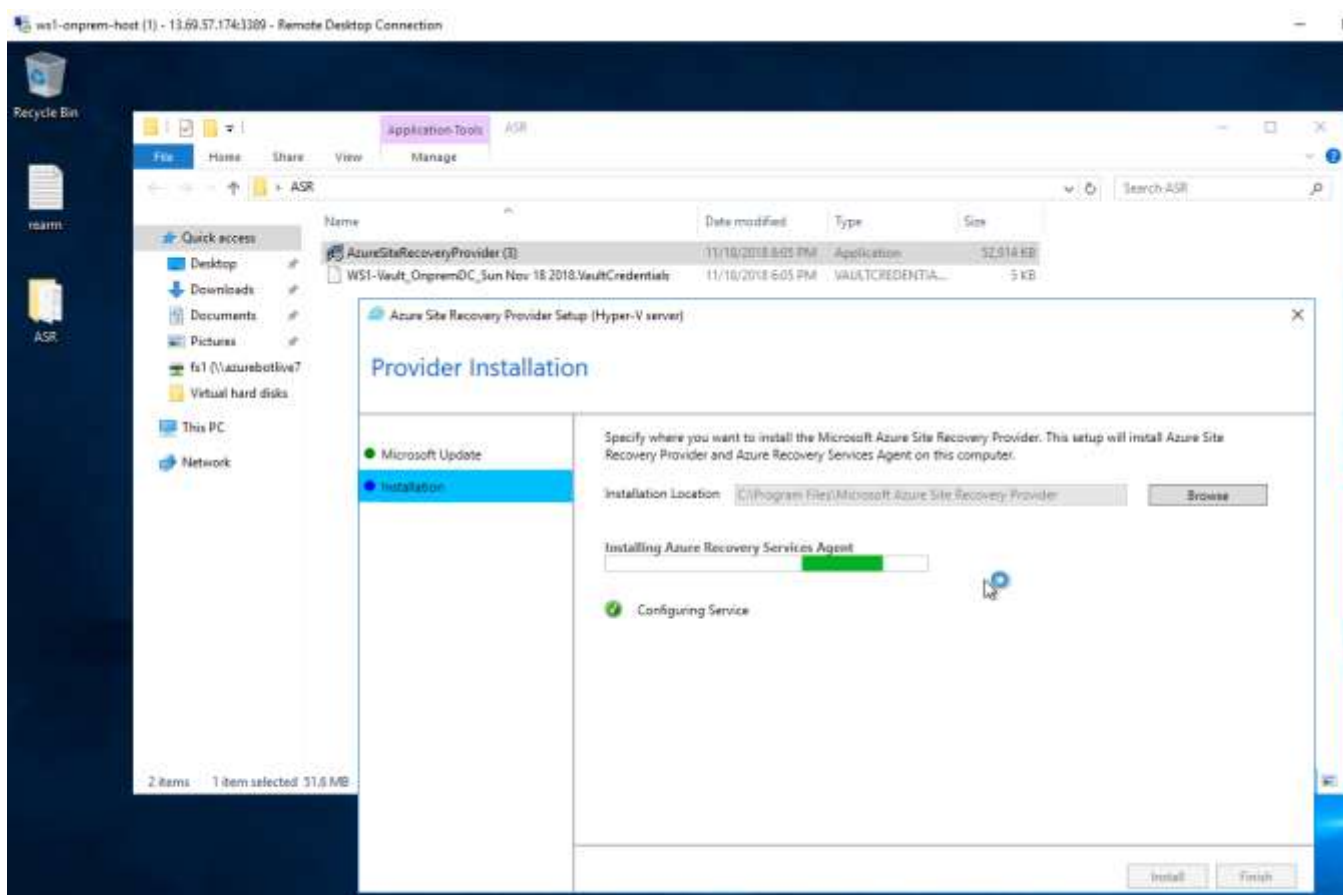 ws1-onprem-host (1) - 13.69.57.174:3389 - Remote Desktop Connection
Recycle Bin
rearm
ASR
Application Tools ASR
File Home Share View Manage
ASR
Search ASR
Name Date modified Type Size
Quick access
Desktop
Downloads
Documents
Pictures
fs1 (\\azurebotlive7
Virtual hard disks
This PC
Network
AzureSiteRecoveryProvider (3) 11/18/2018 6:05 PM Application 52,914 KB
WS1-Vault_OnpremDC_Sun Nov 18 2018.VaultCredentials 11/18/2018 6:05 PM VAULTCREDENTIA... 5 KB
2 items 1 item selected 51.6 MB
Azure Site Recovery Provider Setup (Hyper-V server)
Provider Installation
Microsoft Update
Installation
Specify where you want to install the Microsoft Azure Site Recovery Provider. This setup will install Azure Site
Recovery Provider and Azure Recovery Services Agent on this computer.
Installation Location C:\Program Files\Microsoft Azure Site Recovery Provider Browse
Installing Azure Recovery Services Agent
Configuring Service
Install Finish